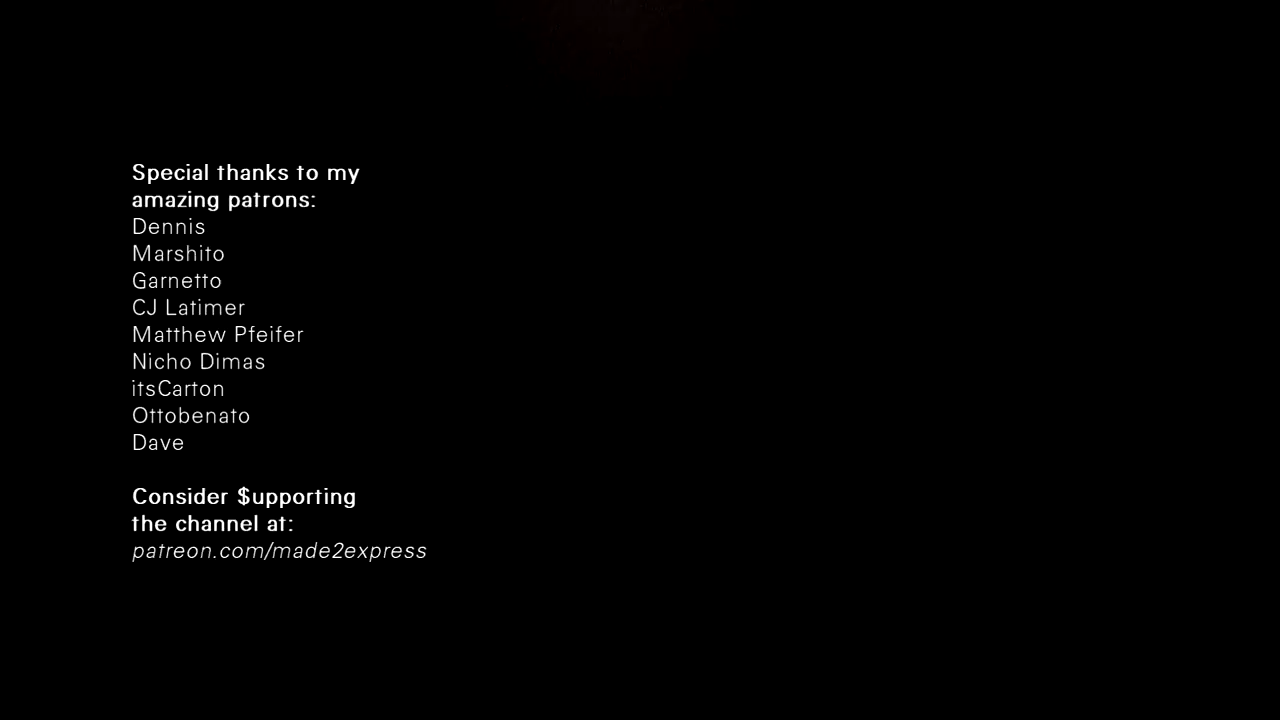 Special thanks to my
amazing patrons:
Dennis
Marshito
Garnetto
CJ Latimer
Matthew Pfeifer
Nicho Dimas
itsCarton
Ottobenato
Dave
Consider $upporting
the channel at:
patreon.com/made2express